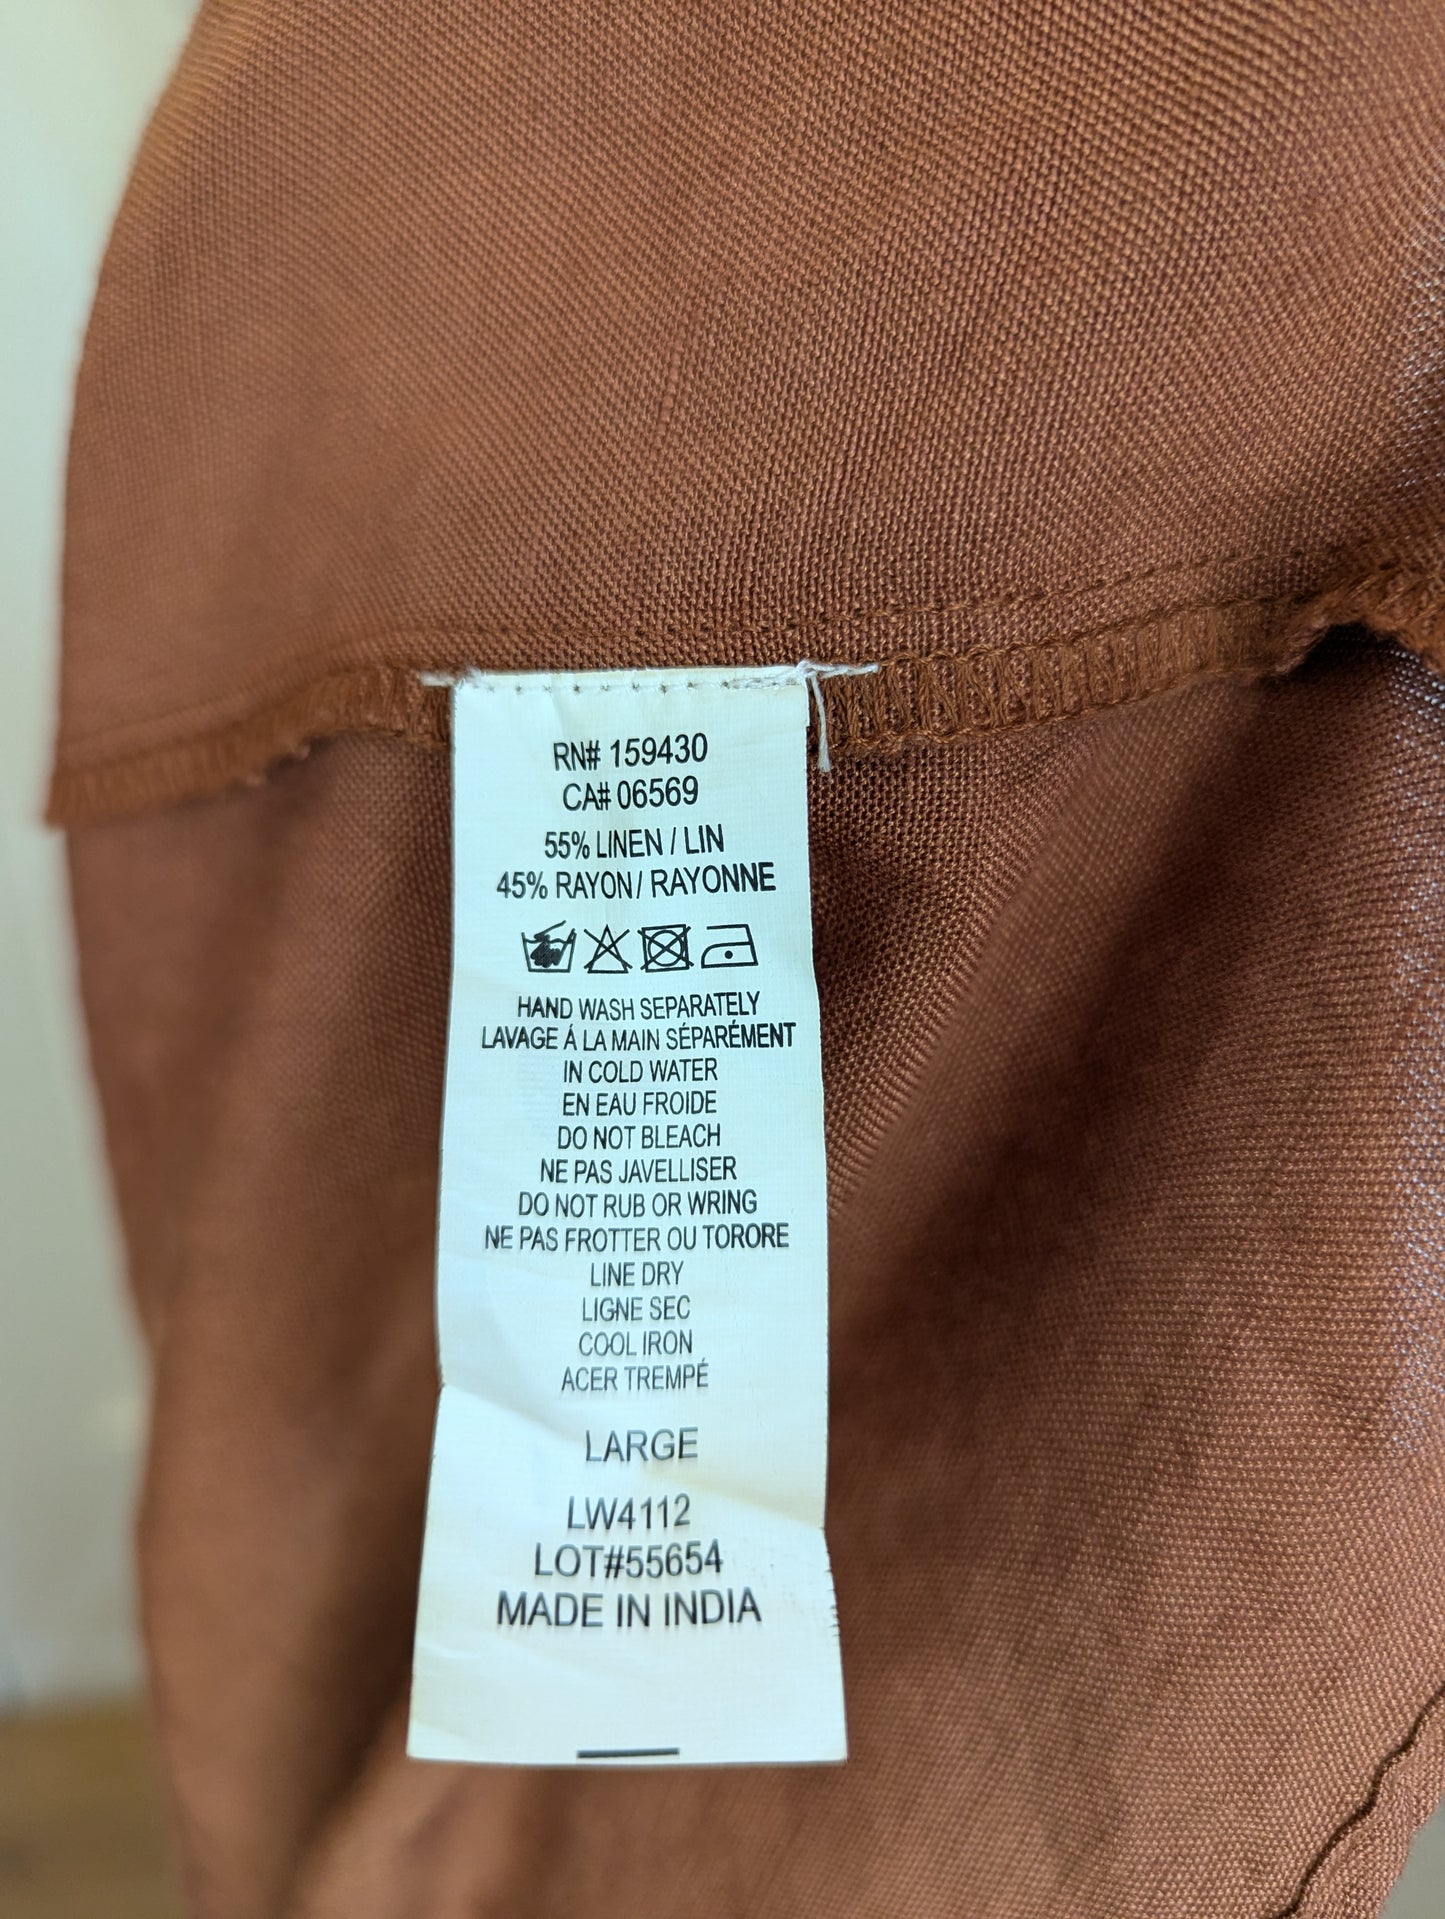 RN# 159430
CA# 06569
55% LINEN / LIN
45% RAYON / RAYONNE
HAND WASH SEPARATELY
LAVAGE Á LA MAIN SÉPARÉMENT
IN COLD WATER
EN EAU FROIDE
DO NOT BLEACH
NE PAS JAVELLISER
DO NOT RUB OR WRING
NE PAS FROTTER OU TORORE
LINE DRY
LIGNE SEC
COOL IRON
ACER TREMPÉ
LARGE
LW4112
LOT#55654
MADE IN INDIA